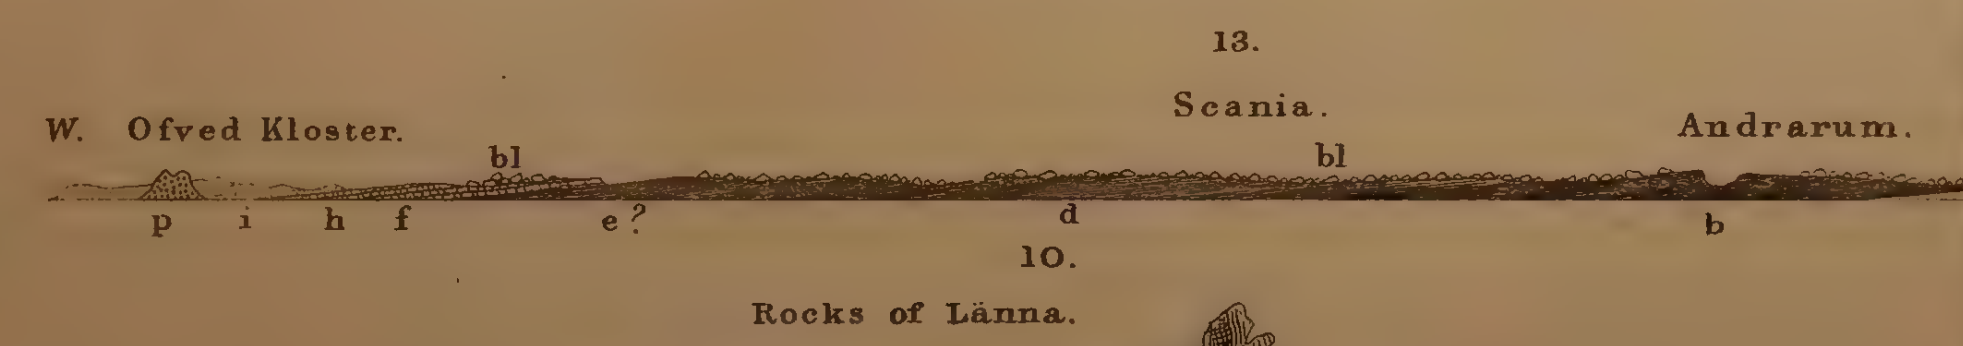 13.
Scania.
W. Ofved Kloster.
Andrarum.
bl bl
p i h f e? d b
10.
Rocks of Länna.